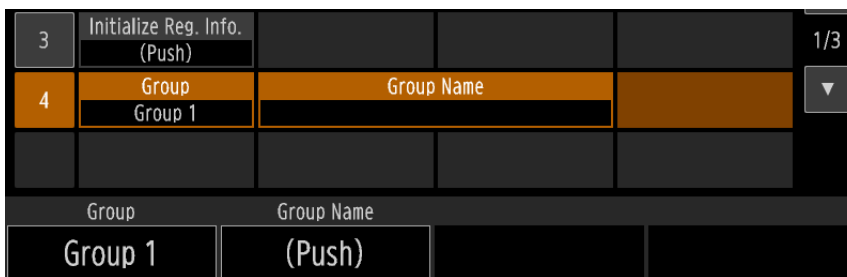 3
Initialize Reg. Info.
(Push)
1/3
4
Group
Group Name
Group 1
▼
Group
Group Name
Group 1
(Push)